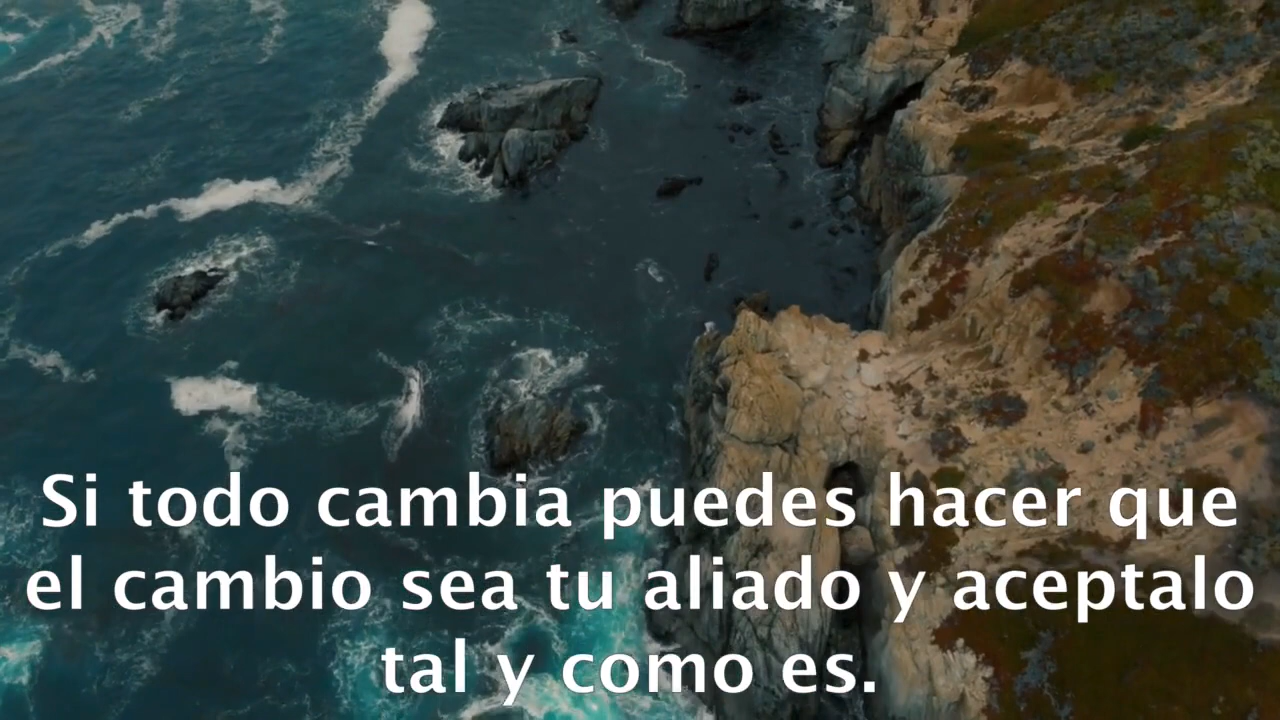 Si todo cambia puedes hacer que
el cambio sea tu aliado y aceptalo
tal y como es.